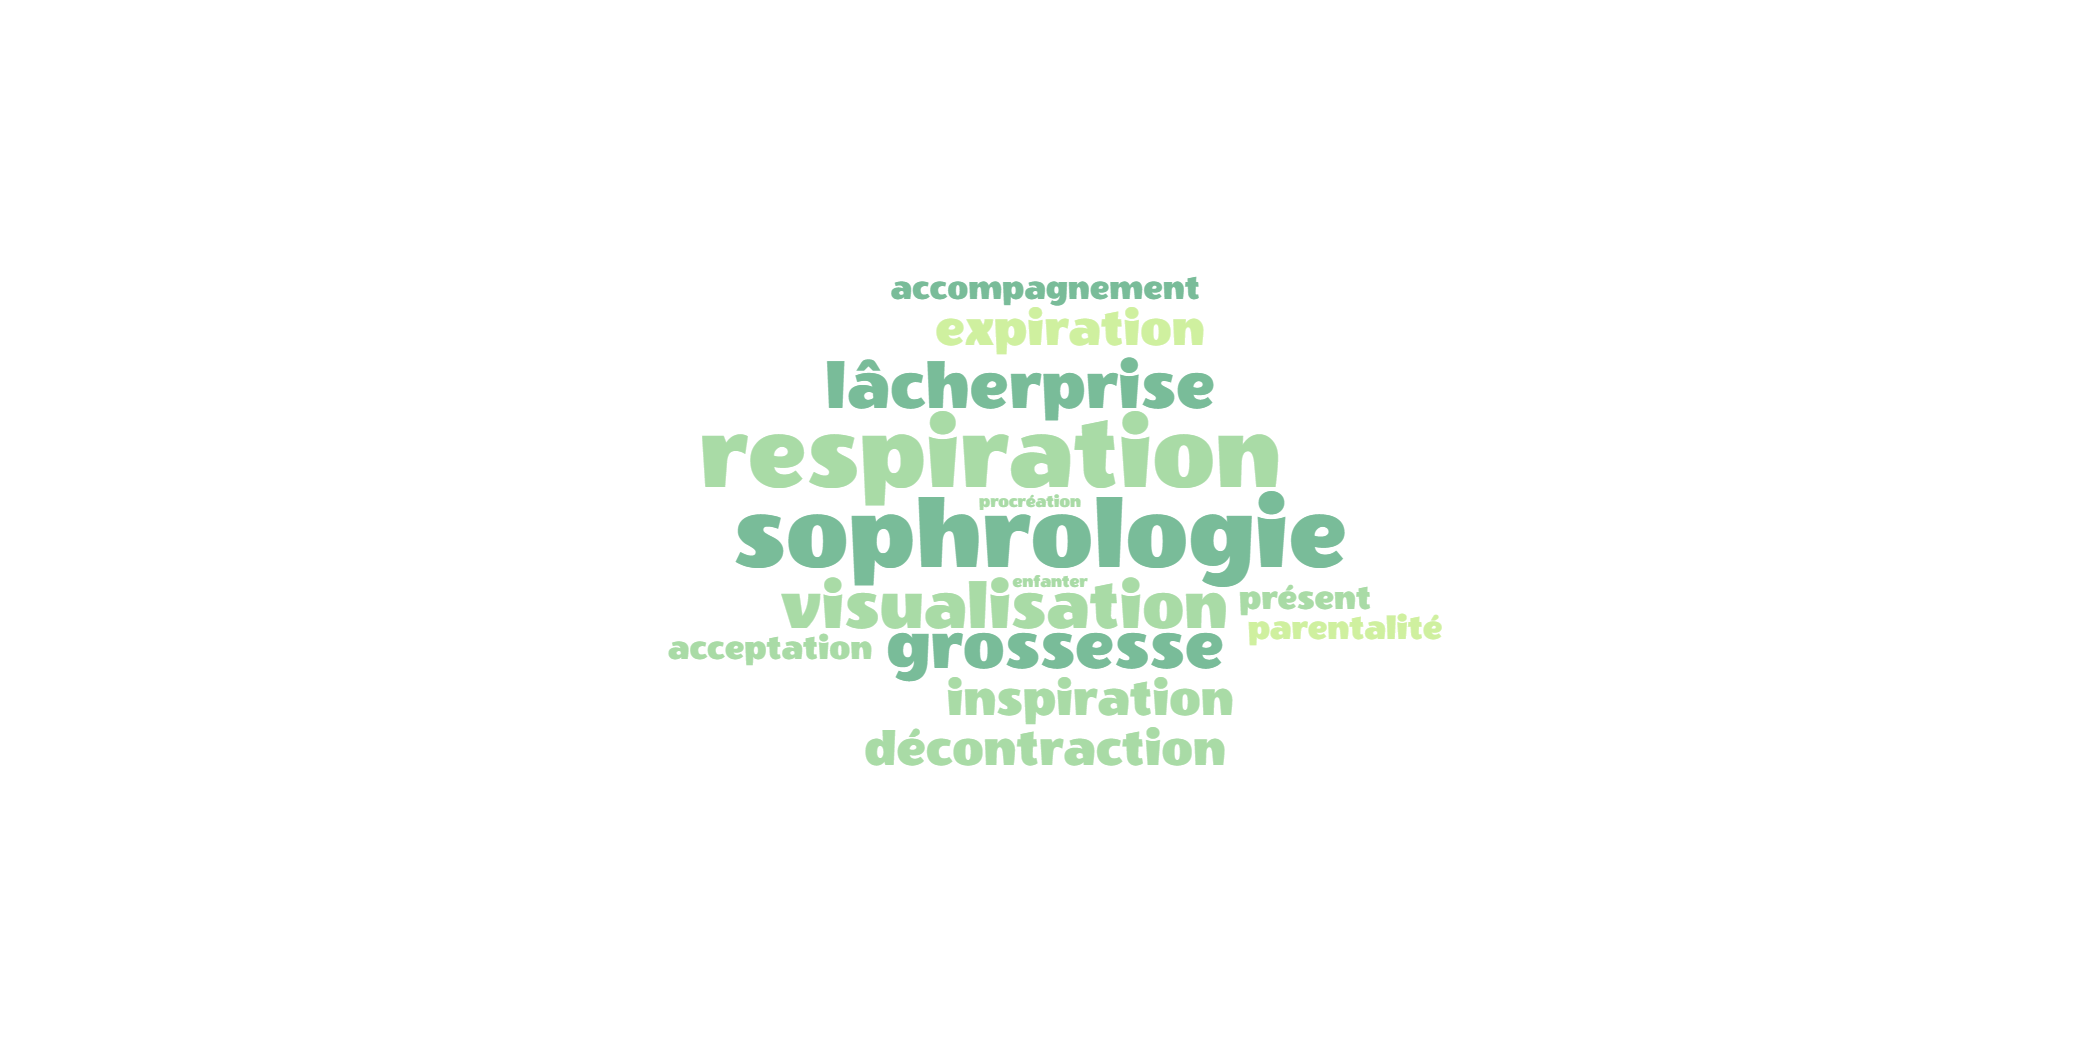 accompagnement
expiration
lâcherprise
respiration
procréation
sophrologie
enfanter
visualisation
présent
parentalité
acceptation
grossesse
inspiration
décontraction